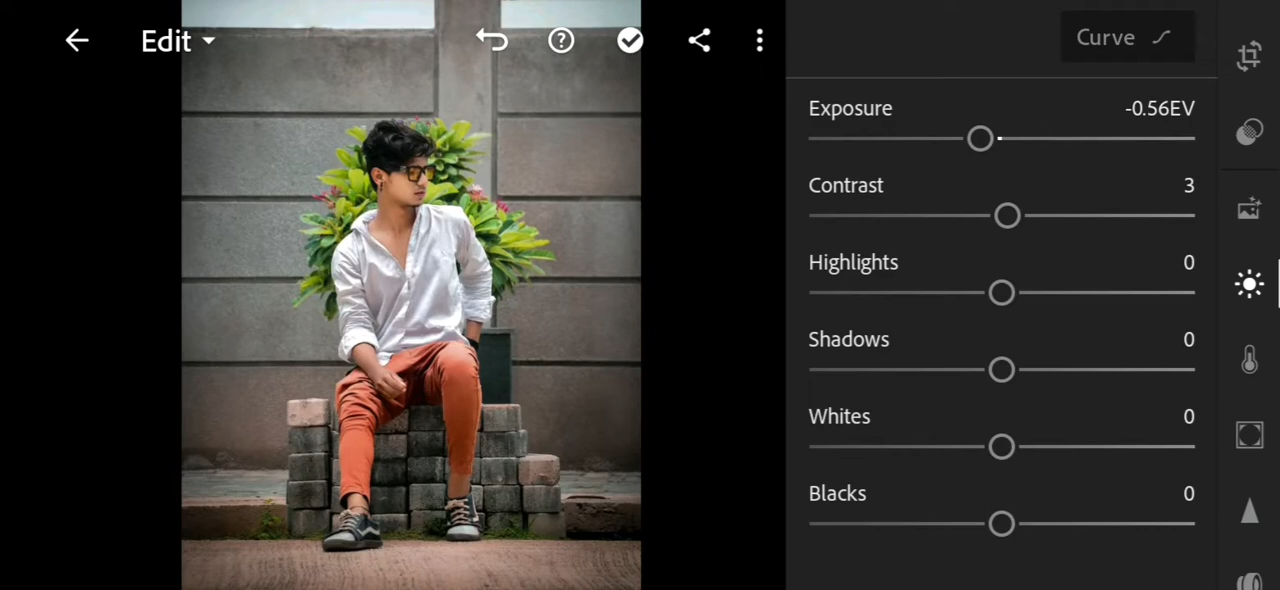 Edit
Curve
Exposure -0.56EV
Contrast 3
Highlights 0
Shadows 0
Whites 0
Blacks 0